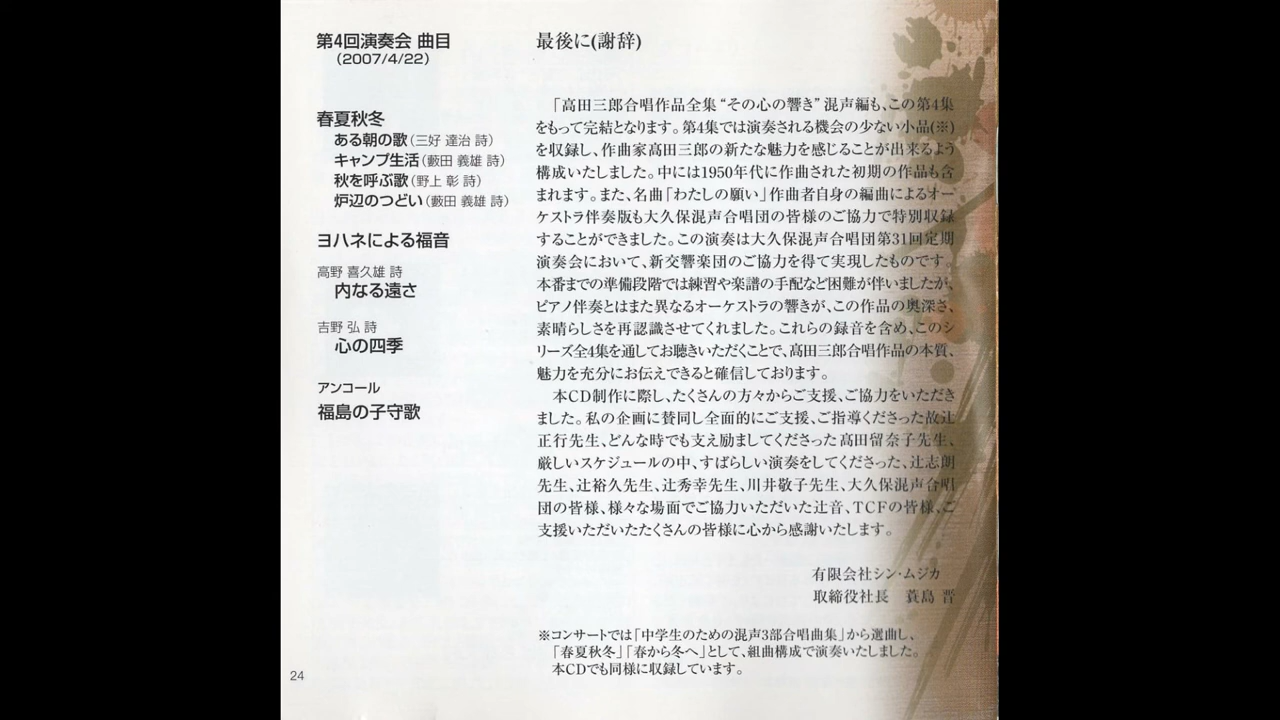 第4回演奏会 曲目
(2007/4/22)
春夏秋冬
ある朝の歌(三好 達治 詩)
キャンプ生活(藪田 義雄 詩)
秋を呼ぶ歌(野上 彰 詩)
炉辺のつどい(藪田 義雄 詩)
ヨハネによる福音
高野 喜久雄 詩
内なる遠さ
吉野 弘 詩
心の四季
アンコール
福島の子守歌
24
最後に(謝辞)
「高田三郎合唱作品全集“その心の響き”混声編も、この第4集
をもって完結となります。第4集では演奏される機会の少ない小品(※)
を収録し、作曲家高田三郎の新たな魅力を感じることが出来るよう
構成いたしました。中には1950年代に作曲された初期の作品も含
まれます。また、名曲「わたしの願い」作曲者自身の編曲によるオー
ケストラ伴奏版も大久保混声合唱団の皆様のご協力で特別収録
することができました。この演奏は大久保混声合唱団第31回定期
演奏会において、新交響楽団のご協力を得て実現したものです。
本番までの準備段階では練習や楽譜の手配など困難が伴いましたが、
ピアノ伴奏とはまた異なるオーケストラの響きが、この作品の奥深さ、
素晴らしさを再認識させてくれました。これらの録音を含め、このシ
リーズ全4集を通してお聴きいただくことで、高田三郎合唱作品の本質、
魅力を充分にお伝えできると確信しております。
本CD制作に際し、たくさんの方々からご支援、ご協力をいただき
ました。私の企画に賛同し全面的にご支援、ご指導くださった故辻
正行先生、どんな時でも支え励ましてくださった高田留奈子先生、
厳しいスケジュールの中、すばらしい演奏をしてくださった、辻志朗
先生、辻裕久先生、辻秀幸先生、川井敬子先生、大久保混声合唱
団の皆様、様々な場面でご協力いただいた辻音、TCFの皆様、ご
支援いただいたたくさんの皆様に心から感謝いたします。
有限会社シン・ムジカ
取締役社長 蓑島 晋
※コンサートでは「中学生のための混声3部合唱曲集」から選曲し、
「春夏秋冬」「春から冬へ」として、組曲構成で演奏いたしました。
本CDでも同様に収録しています。